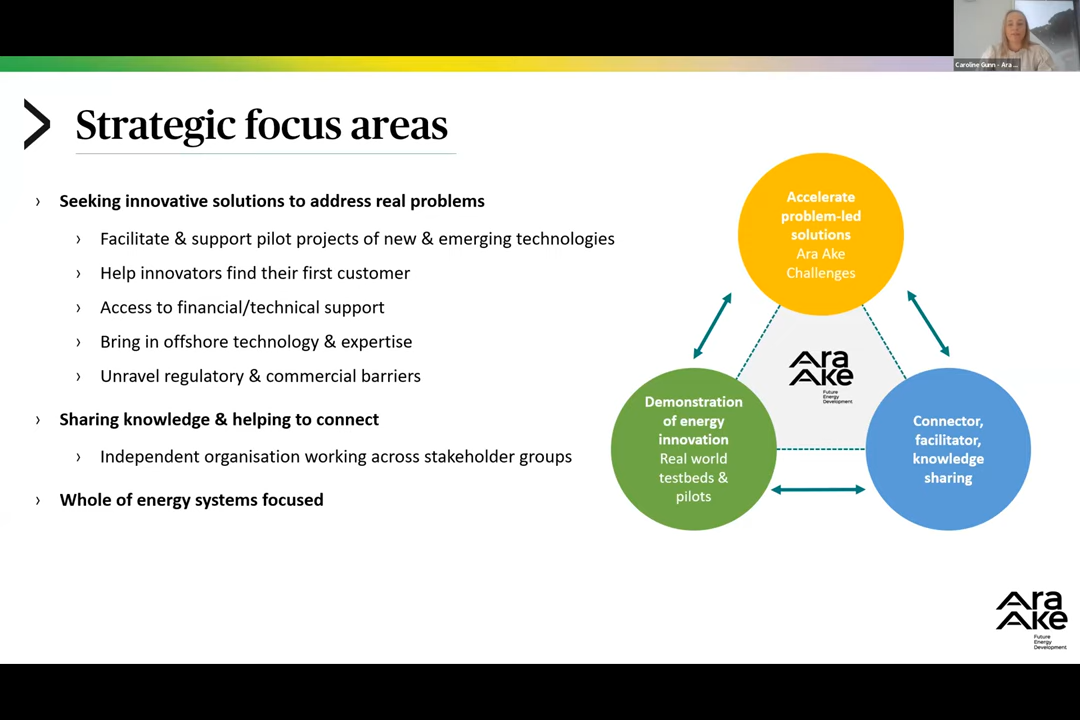 Caroline Gunn - Ara ...
Strategic focus areas
› Seeking innovative solutions to address real problems
› Facilitate & support pilot projects of new & emerging technologies
› Help innovators find their first customer
› Access to financial/technical support
› Bring in offshore technology & expertise
› Unravel regulatory & commercial barriers
› Sharing knowledge & helping to connect
› Independent organisation working across stakeholder groups
› Whole of energy systems focused
Accelerate
problem-led
solutions
Ara Ake
Challenges
Ara
Ake
Future
Energy
Development
Demonstration
of energy
innovation
Real world
testbeds &
pilots
Connector,
facilitator,
knowledge
sharing
Ara
Ake
Future
Energy
Development